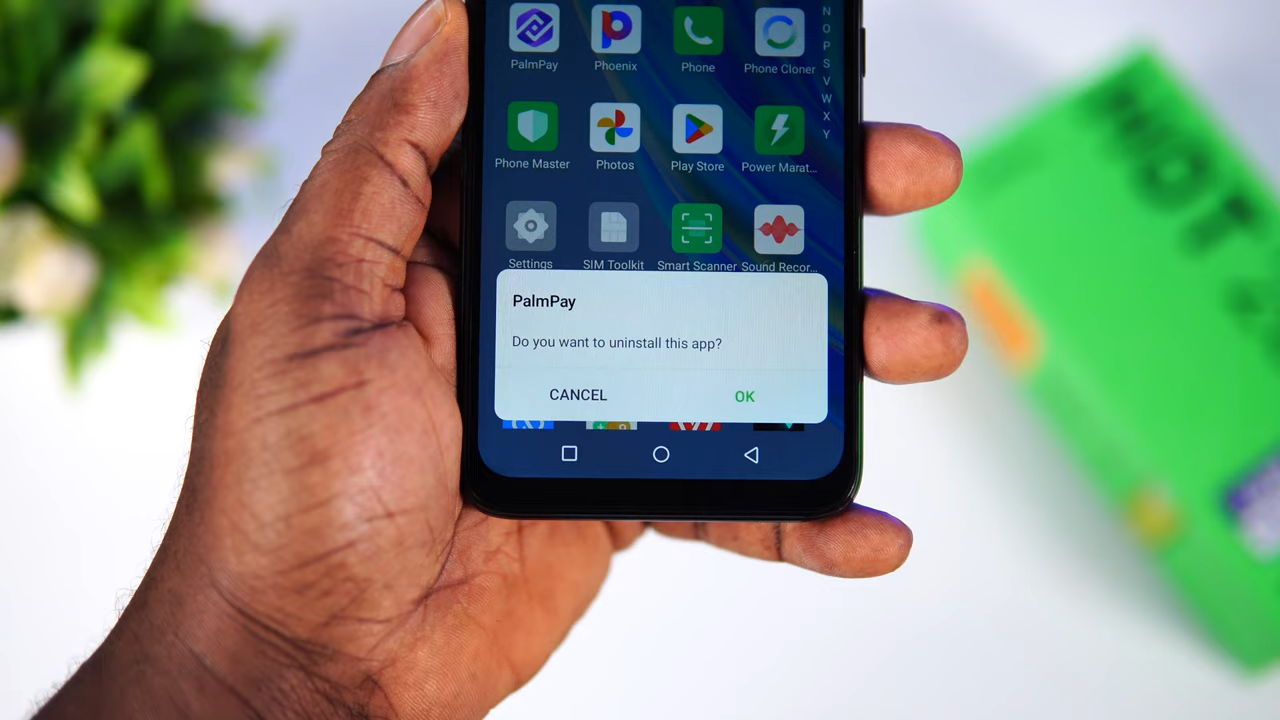 N
O
P
S
V
W
X
Y
PalmPay Phoenix Phone Phone Cloner
Phone Master Photos Play Store Power Marat...
Settings SIM Toolkit Smart Scanner Sound Recor...
PalmPay
Do you want to uninstall this app?
CANCEL OK
HOT